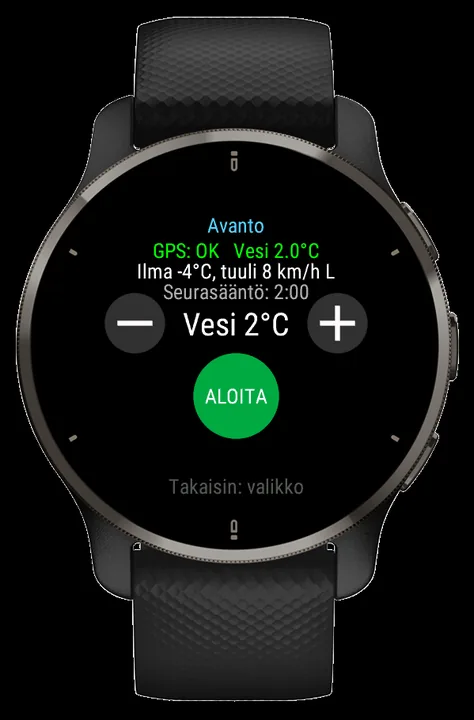 Avanto
GPS: OK Vesi 2.0°C
Ilma -4°C, tuuli 8 km/h L
Seurasääntö: 2:00
− Vesi 2°C +
ALOITA
Takaisin: valikko